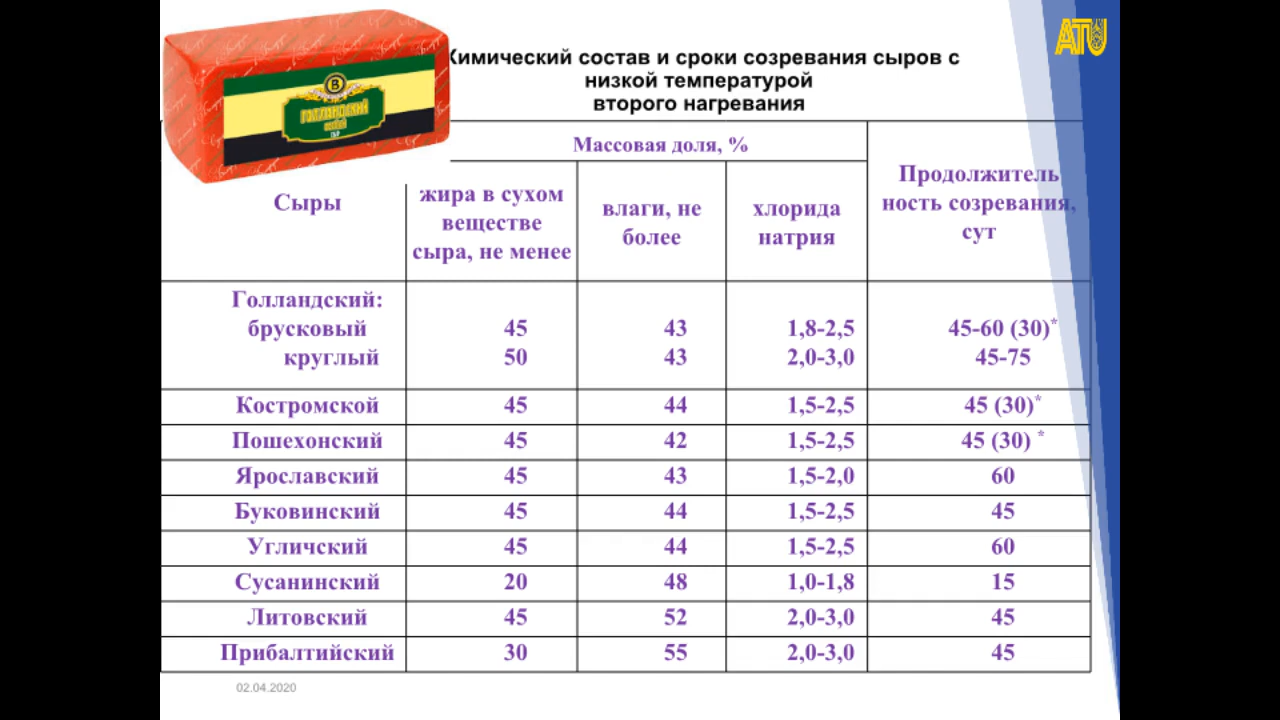 АТU
Химический состав и сроки созревания сыров с
низкой температурой
второго нагревания
В
ГОЛЛАНДСКИЙ
СЫР
Сыры
Массовая доля, %
жира в сухом
веществе
сыра, не менее
влаги, не
более
хлорида
натрия
Продолжитель
ность созревания,
сут
Голландский:
брусковый 45 43 1,8-2,5 45-60 (30)*
круглый 50 43 2,0-3,0 45-75
Костромской 45 44 1,5-2,5 45 (30)*
Пошехонский 45 42 1,5-2,5 45 (30) *
Ярославский 45 43 1,5-2,0 60
Буковинский 45 44 1,5-2,5 45
Угличский 45 44 1,5-2,5 60
Сусанинский 20 48 1,0-1,8 15
Литовский 45 52 2,0-3,0 45
Прибалтийский 30 55 2,0-3,0 45
02.04.2020